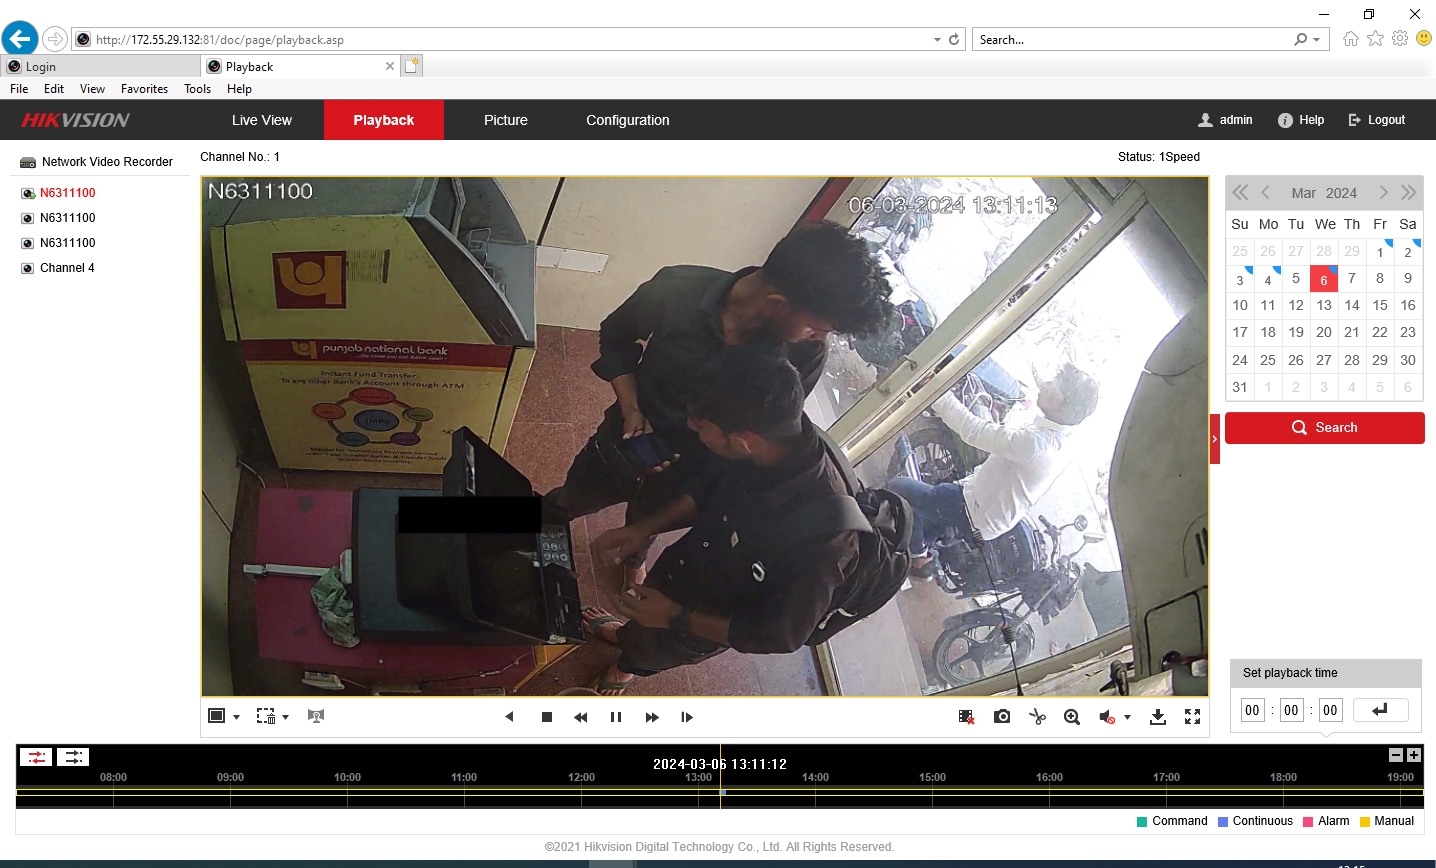 http://172.55.29.132:81/doc/page/playback.asp
Search...
Login
Playback
File Edit View Favorites Tools Help
HIKVISION
Live View
Playback
Picture
Configuration
admin
Help
Logout
Network Video Recorder
N6311100
N6311100
N6311100
Channel 4
Channel No.: 1
Status: 1Speed
N6311100
06-03-2024 13:11:13
punjab national bank
Instant Fund Transfer
To any other Bank's Account through ATM
IMPS
Mar 2024
Su Mo Tu We Th Fr Sa
25 26 27 28 29 1 2
3 4 5 6 7 8 9
10 11 12 13 14 15 16
17 18 19 20 21 22 23
24 25 26 27 28 29 30
31 1 2 3 4 5 6
Search
Set playback time
00 : 00 : 00
2024-03-06 13:11:12
08:00 09:00 10:00 11:00 12:00 13:00 14:00 15:00 16:00 17:00 18:00 19:00
Command Continuous Alarm Manual
©2021 Hikvision Digital Technology Co., Ltd. All Rights Reserved.